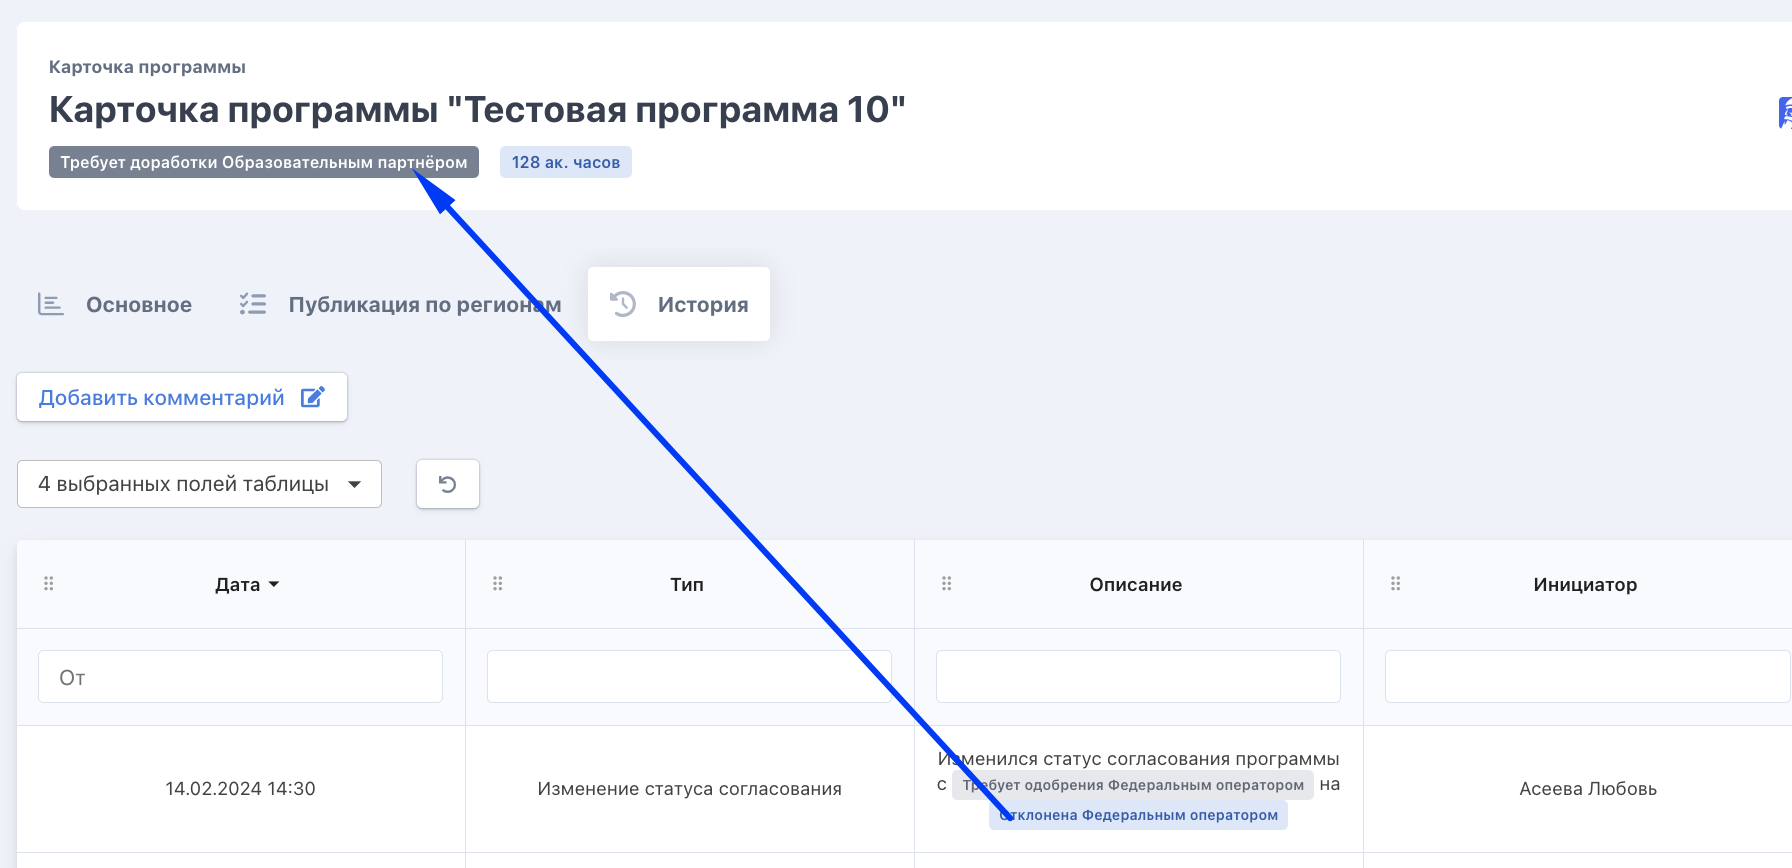 Карточка программы
Карточка программы "Тестовая программа 10"
Требует доработки Образовательным партнёром
128 ак. часов
Основное
Публикация по регионам
История
Добавить комментарий
4 выбранных полей таблицы
Дата
Тип
Описание
Инициатор
От
14.02.2024 14:30
Изменение статуса согласования
Изменился статус согласования программы
с Требует одобрения Федеральным оператором на
Отклонена Федеральным оператором
Асеева Любовь